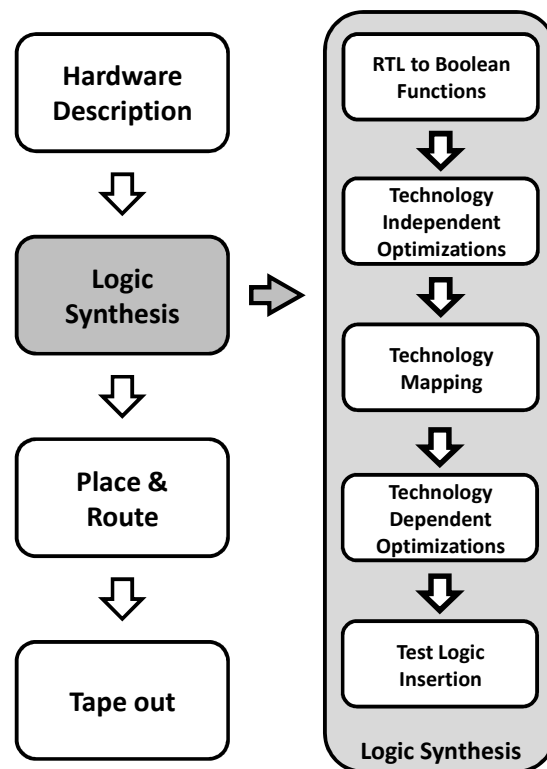 Hardware
Description
Logic
Synthesis
Place &
Route
Tape out
RTL to Boolean
Functions
Technology
Independent
Optimizations
Technology
Mapping
Technology
Dependent
Optimizations
Test Logic
Insertion
Logic Synthesis